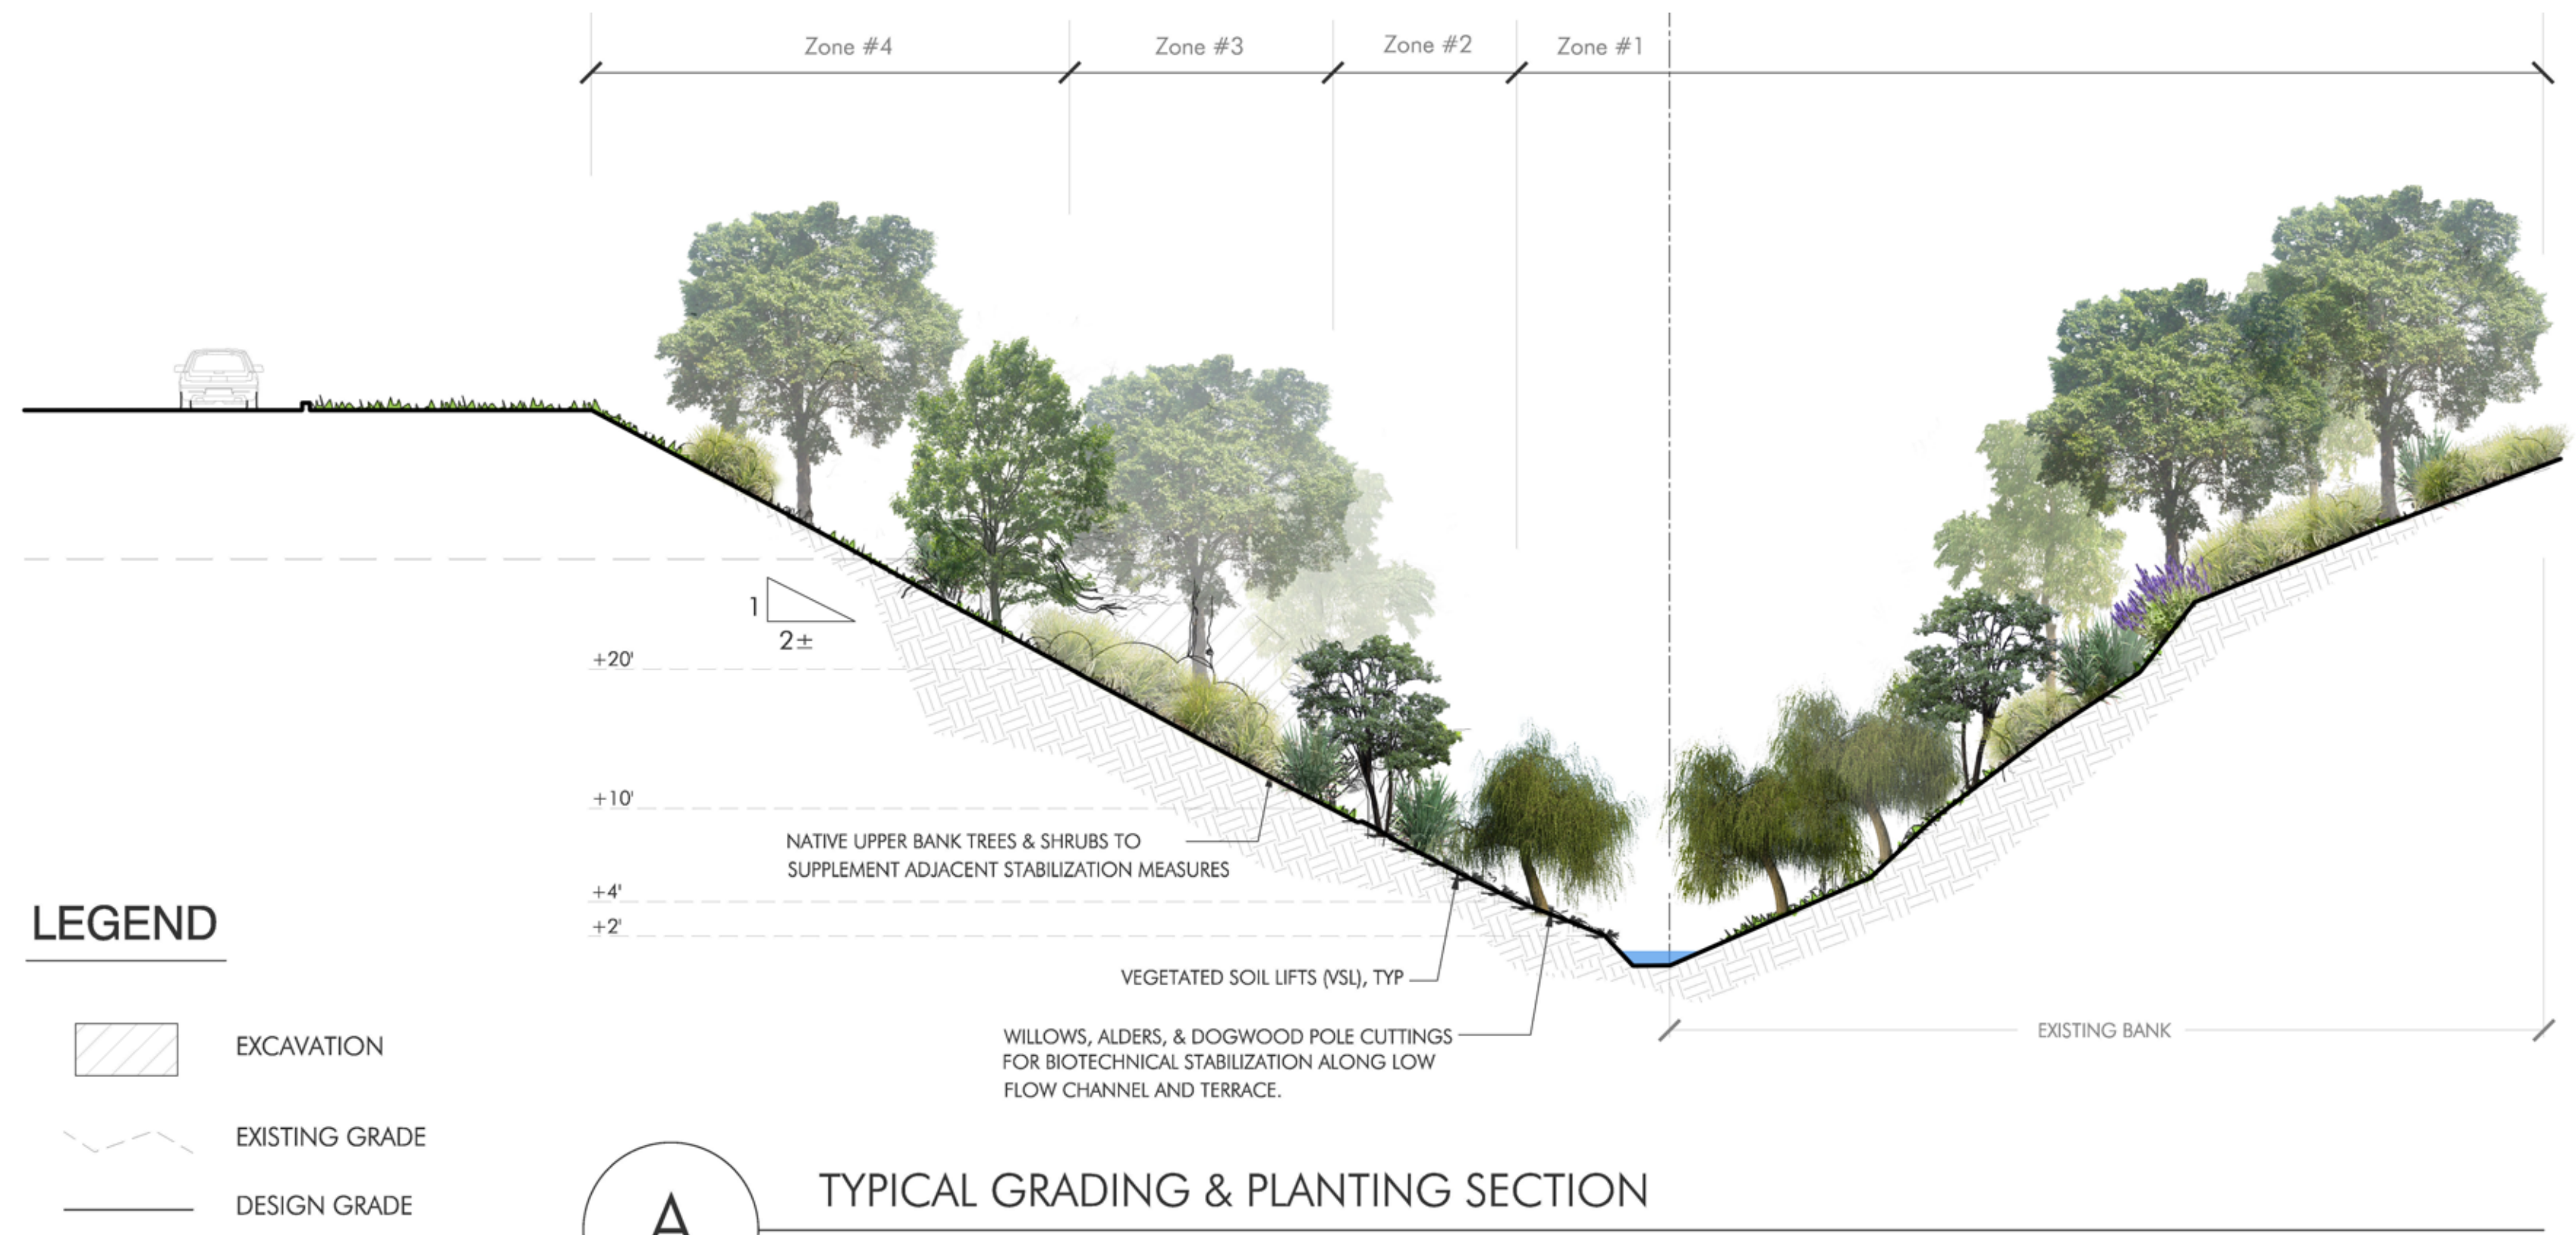 Zone #4
Zone #3
Zone #2
Zone #1
1
2±
+20'
+10'
NATIVE UPPER BANK TREES & SHRUBS TO
SUPPLEMENT ADJACENT STABILIZATION MEASURES
+4'
+2'
VEGETATED SOIL LIFTS (VSL), TYP
WILLOWS, ALDERS, & DOGWOOD POLE CUTTINGS
FOR BIOTECHNICAL STABILIZATION ALONG LOW
FLOW CHANNEL AND TERRACE.
EXISTING BANK
LEGEND
EXCAVATION
EXISTING GRADE
DESIGN GRADE
A
TYPICAL GRADING & PLANTING SECTION